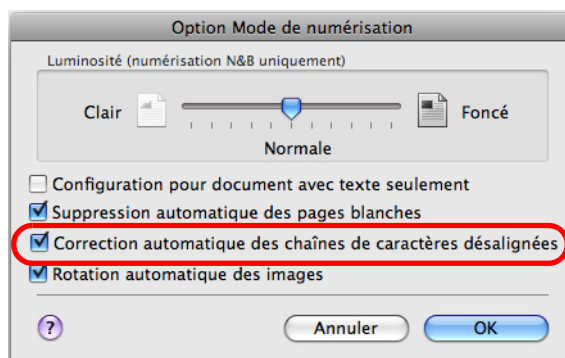 Option Mode de numérisation
Luminosité (numérisation N&B uniquement)
Clair Foncé
Normale
Configuration pour document avec texte seulement
Suppression automatique des pages blanches
Correction automatique des chaînes de caractères désalignées
Rotation automatique des images
? Annuler OK